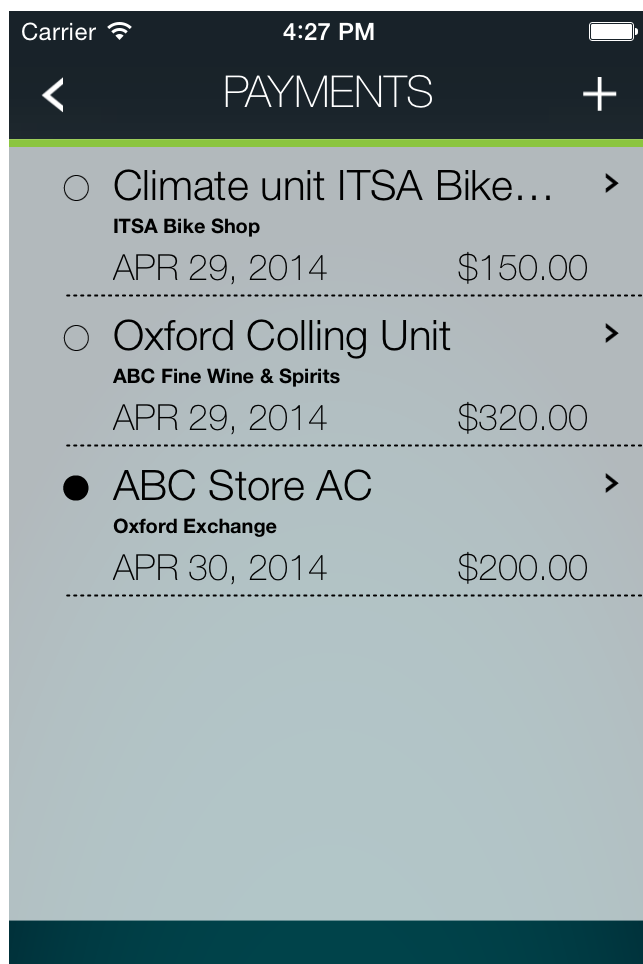 Carrier 4:27 PM
PAYMENTS
Climate unit ITSA Bike...
ITSA Bike Shop
APR 29, 2014 $150.00
Oxford Colling Unit
ABC Fine Wine & Spirits
APR 29, 2014 $320.00
ABC Store AC
Oxford Exchange
APR 30, 2014 $200.00